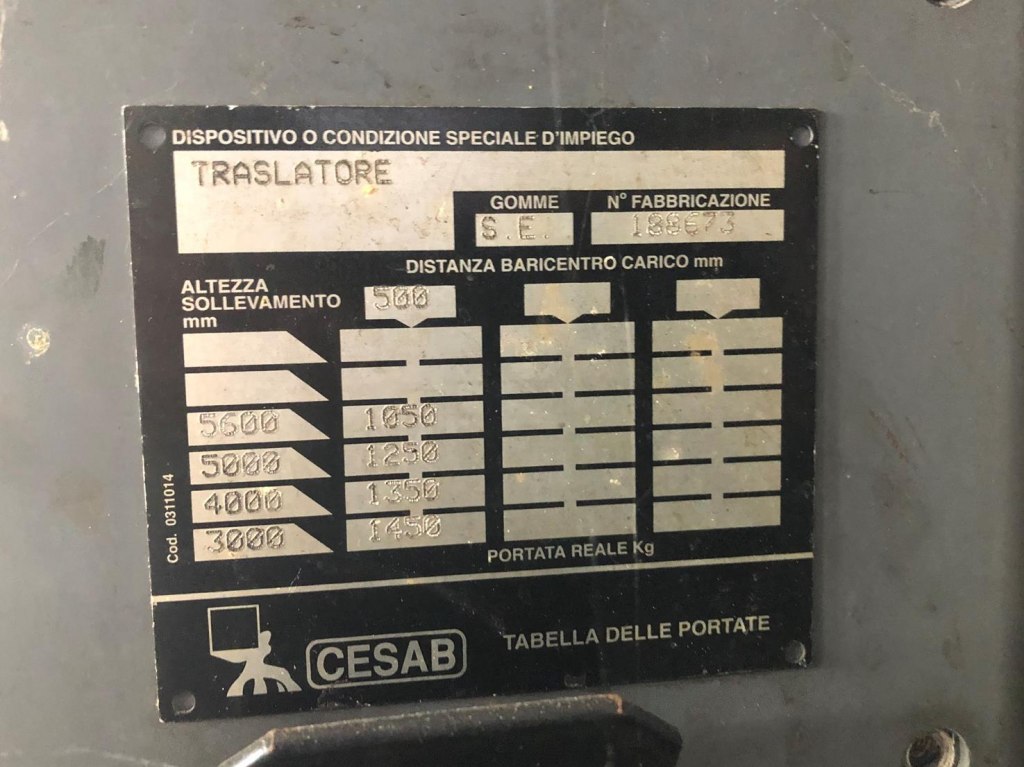 DISPOSITIVO O CONDIZIONE SPECIALE D'IMPIEGO
TRASLATORE
GOMME N° FABBRICAZIONE
S.E. 188673
DISTANZA BARICENTRO CARICO mm
ALTEZZA
SOLLEVAMENTO
mm
500
5600 1050
5000 1250
4000 1350
3000 1450
PORTATA REALE Kg
Cod. 0311014
CESAB
TABELLA DELLE PORTATE